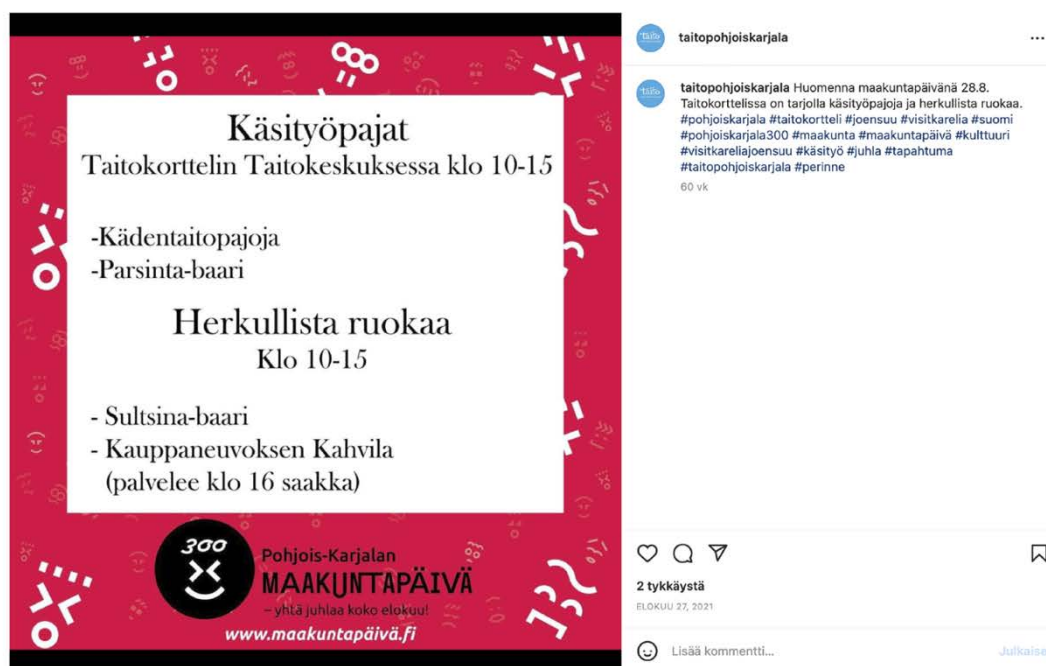 Käsityöpajat
Taitokorttelin Taitokeskuksessa klo 10-15
-Kädentaitopajoja
-Parsinta-baari
Herkullista ruokaa
Klo 10-15
- Sultsina-baari
- Kauppaneuvoksen Kahvila
(palvelee klo 16 saakka)
300
Pohjois-Karjalan
MAAKUNTAPÄIVÄ
– yhtä juhlaa koko elokuu!
www.maakuntapäivä.fi
taito
taitopohjoiskarjala
taito
taitopohjoiskarjala Huomenna maakuntapäivänä 28.8.
Taitokorttelissa on tarjolla käsityöpajoja ja herkullista ruokaa.
#pohjoiskarjala #taitokortteli #joensuu #visitkarelia #suomi
#pohjoiskarjala300 #maakunta #maakuntapäivä #kulttuuri
#visitkareliajoensuu #käsityö #juhla #tapahtuma
#taitopohjoiskarjala #perinne
60 vk
2 tykkäystä
ELOKUU 27, 2021
Lisää kommentti...
Julkaise